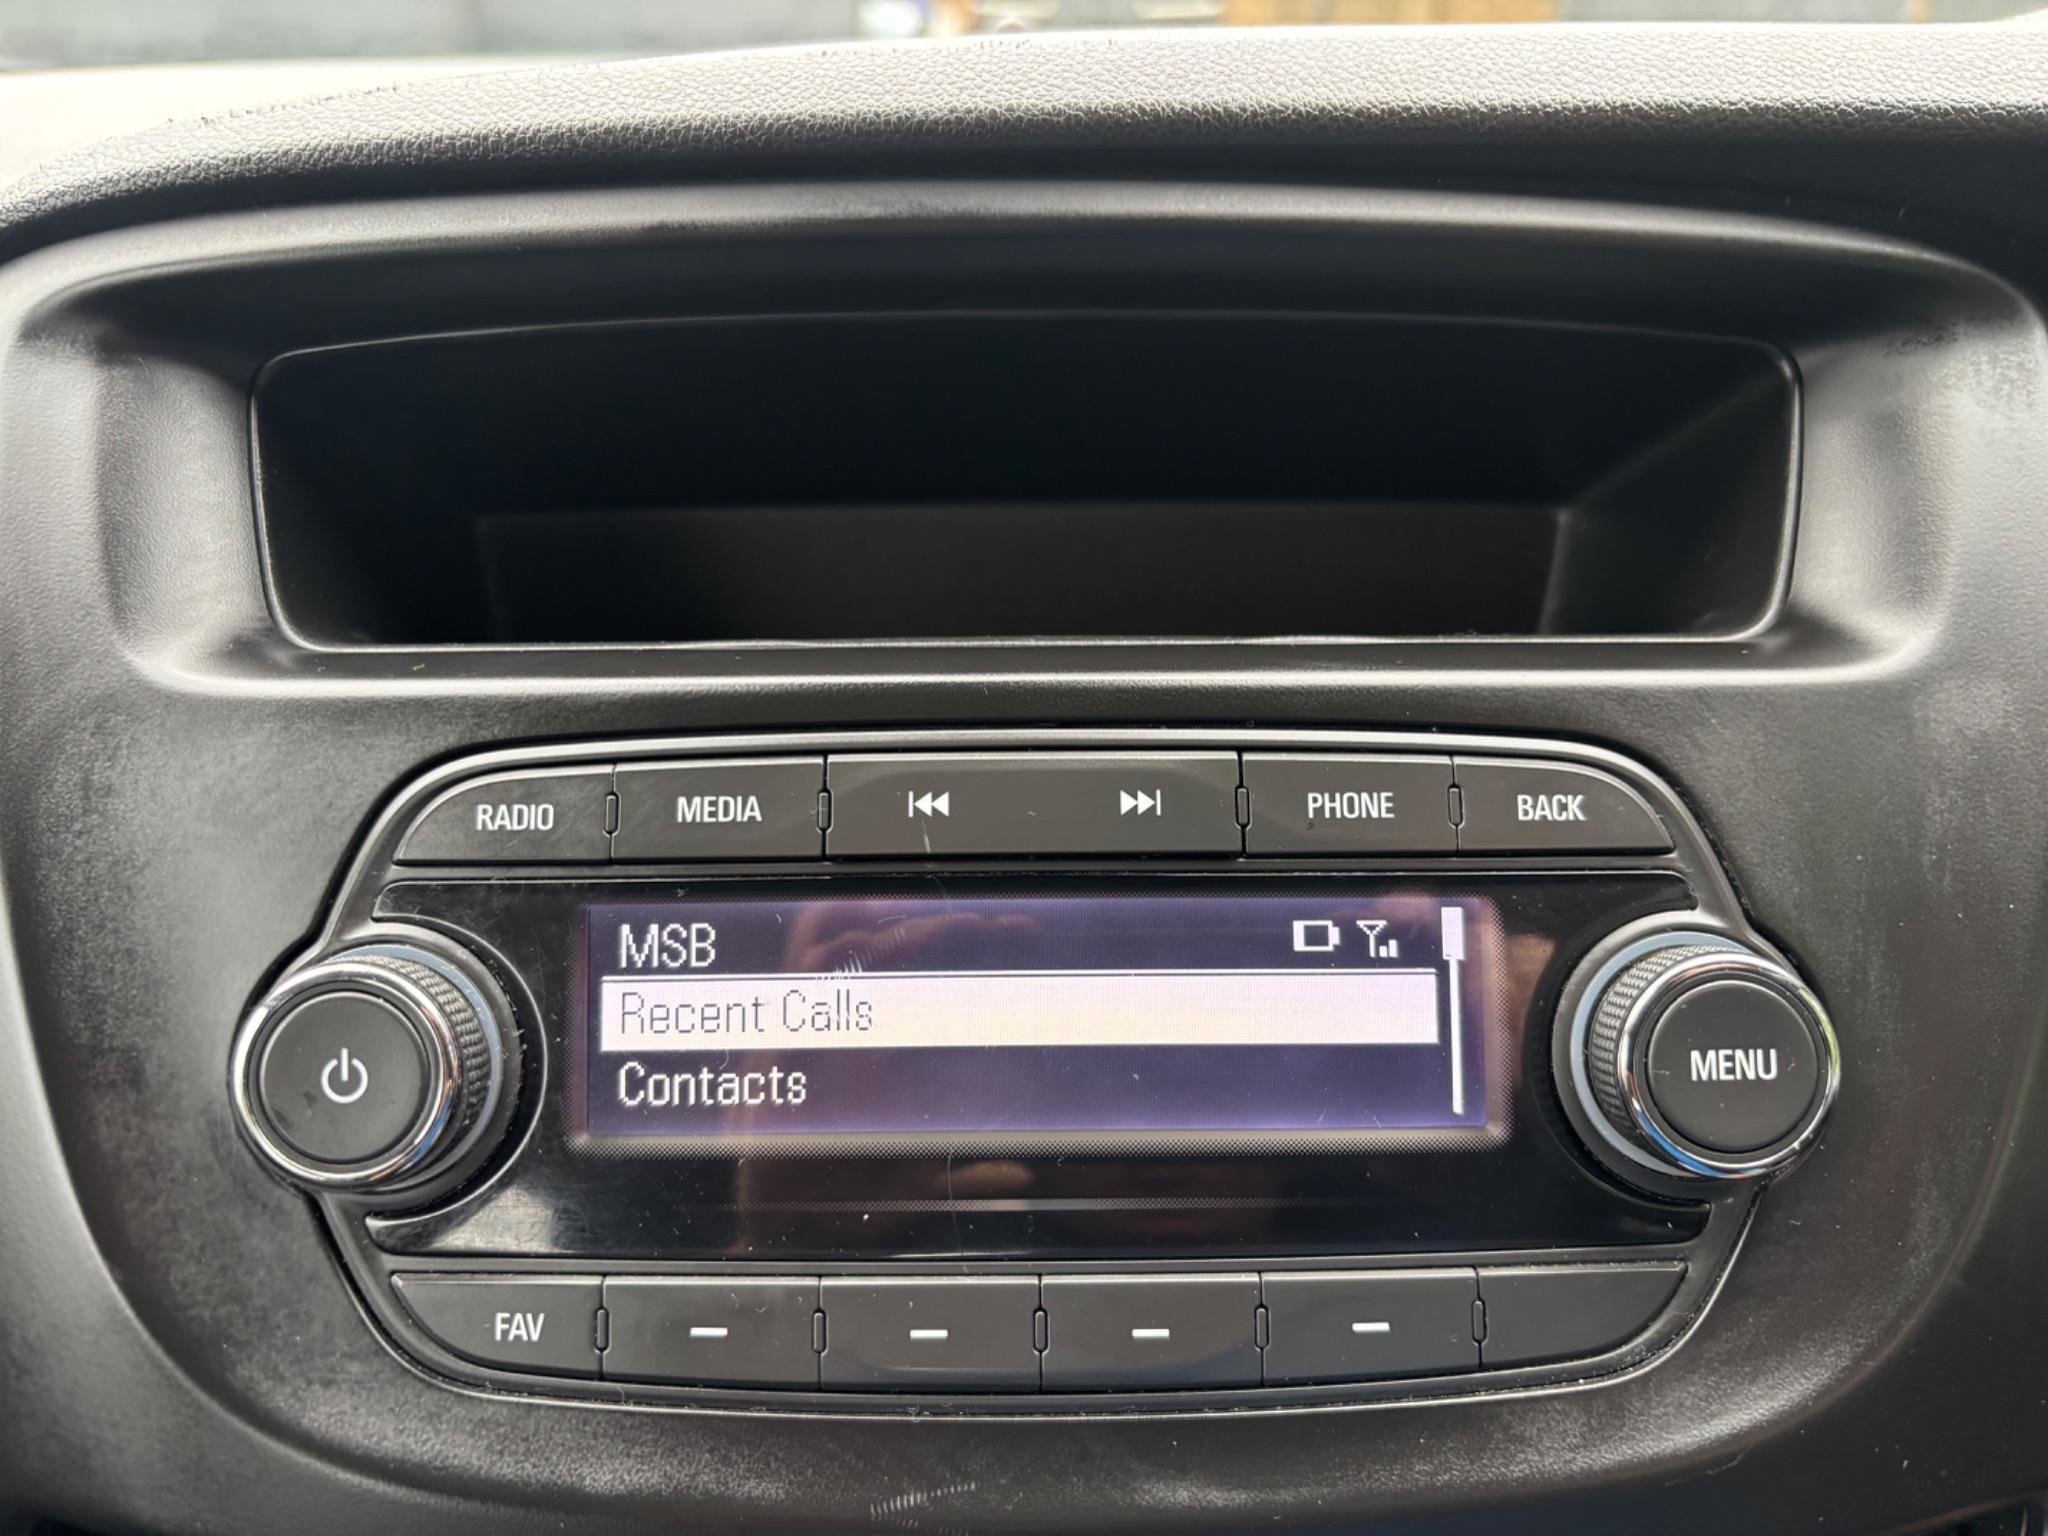 RADIO MEDIA PHONE BACK
MSB
Recent Calls
Contacts
MENU
FAV